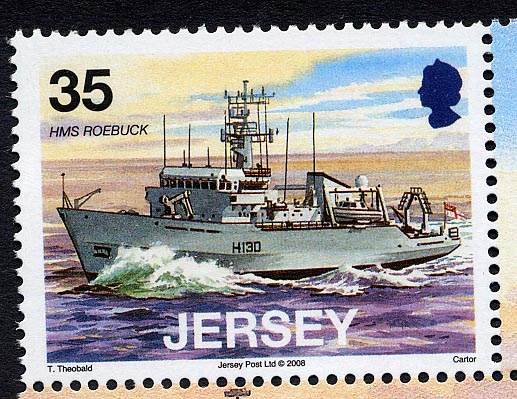 35
HMS ROEBUCK
H130
JERSEY
T. Theobald
Jersey Post Ltd © 2008
Cartor